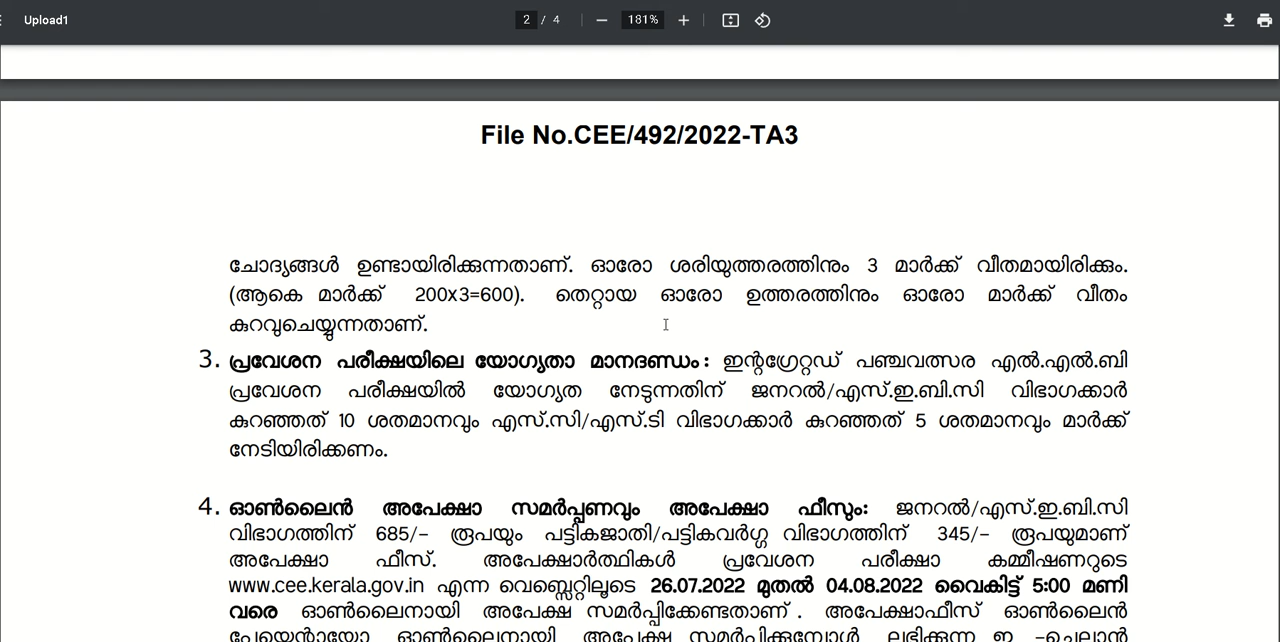 Upload1
2 / 4
181%
File No.CEE/492/2022-TA3
ചോദ്യങ്ങൾ ഉണ്ടായിരിക്കുന്നതാണ്. ഓരോ ശരിയുത്തരത്തിനും 3 മാർക്ക് വീതമായിരിക്കും.
(ആകെ മാർക്ക് 200x3=600). തെറ്റായ ഓരോ ഉത്തരത്തിനും ഓരോ മാർക്ക് വീതം
കുറവുചെയ്യുന്നതാണ്.
3. പ്രവേശന പരീക്ഷയിലെ യോഗ്യതാ മാനദണ്ഡം : ഇന്റഗ്രേറ്റഡ് പഞ്ചവത്സര എൽ.എൽ.ബി
പ്രവേശന പരീക്ഷയിൽ യോഗ്യത നേടുന്നതിന് ജനറൽ/എസ്.ഇ.ബി.സി വിഭാഗക്കാർ
കുറഞ്ഞത് 10 ശതമാനവും എസ്.സി/എസ്.ടി വിഭാഗക്കാർ കുറഞ്ഞത് 5 ശതമാനവും മാർക്ക്
നേടിയിരിക്കണം.
4. ഓൺലൈൻ അപേക്ഷാ സമർപ്പണവും അപേക്ഷാ ഫീസും: ജനറൽ/എസ്.ഇ.ബി.സി
വിഭാഗത്തിന് 685/- രൂപയും പട്ടികജാതി/പട്ടികവർഗ്ഗ വിഭാഗത്തിന് 345/- രൂപയുമാണ്
അപേക്ഷാ ഫീസ്. അപേക്ഷാർത്ഥികൾ പ്രവേശന പരീക്ഷാ കമ്മീഷണറുടെ
www.cee.kerala.gov.in എന്ന വെബ്സൈറ്റിലൂടെ 26.07.2022 മുതൽ 04.08.2022 വൈകിട്ട് 5:00 മണി
വരെ ഓൺലൈനായി അപേക്ഷ സമർപ്പിക്കേണ്ടതാണ് . അപേക്ഷാഫീസ് ഓൺലൈൻ
പേയ്മെന്റായോ ഓൺലൈനായി അപേക്ഷ സമർപ്പിക്കുമ്പോൾ ലഭിക്കുന്ന ഇ -ചെലാൻ